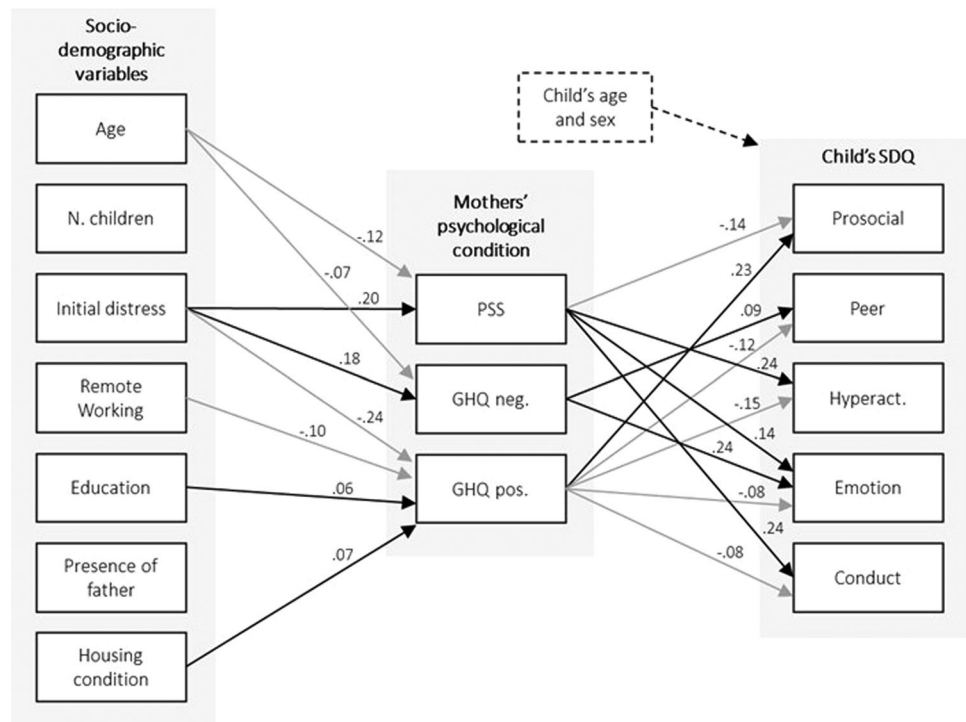 Socio-
demographic
variables
Age
N. children
Initial distress
Remote
Working
Education
Presence of
father
Housing
condition
-.12
-.07
.20
.18
-.24
-.10
.06
.07
Mothers'
psychological
condition
PSS
GHQ neg.
GHQ pos.
Child's age
and sex
-.14
.23
.09
-.12
.24
-.15
.14
.24
-.08
.24
-.08
Child's SDQ
Prosocial
Peer
Hyperact.
Emotion
Conduct